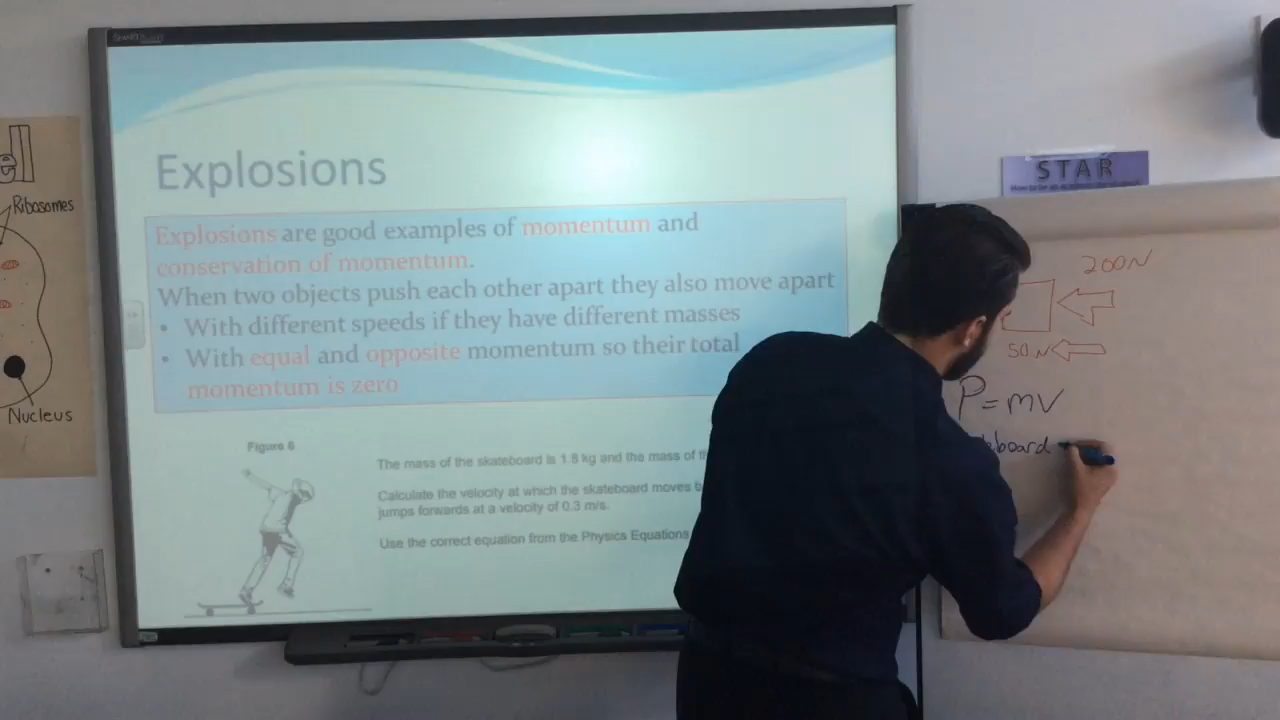 Ribosomes
Nucleus
Explosions
Explosions are good examples of momentum and
conservation of momentum.
When two objects push each other apart they also move apart
• With different speeds if they have different masses
• With equal and opposite momentum so their total
momentum is zero
Figure 6
The mass of the skateboard is 1.8 kg and the mass of
Calculate the velocity at which the skateboard moves
jumps forwards at a velocity of 0.3 m/s.
Use the correct equation from the Physics Equations
STAR
200N
50N
P = mv
board